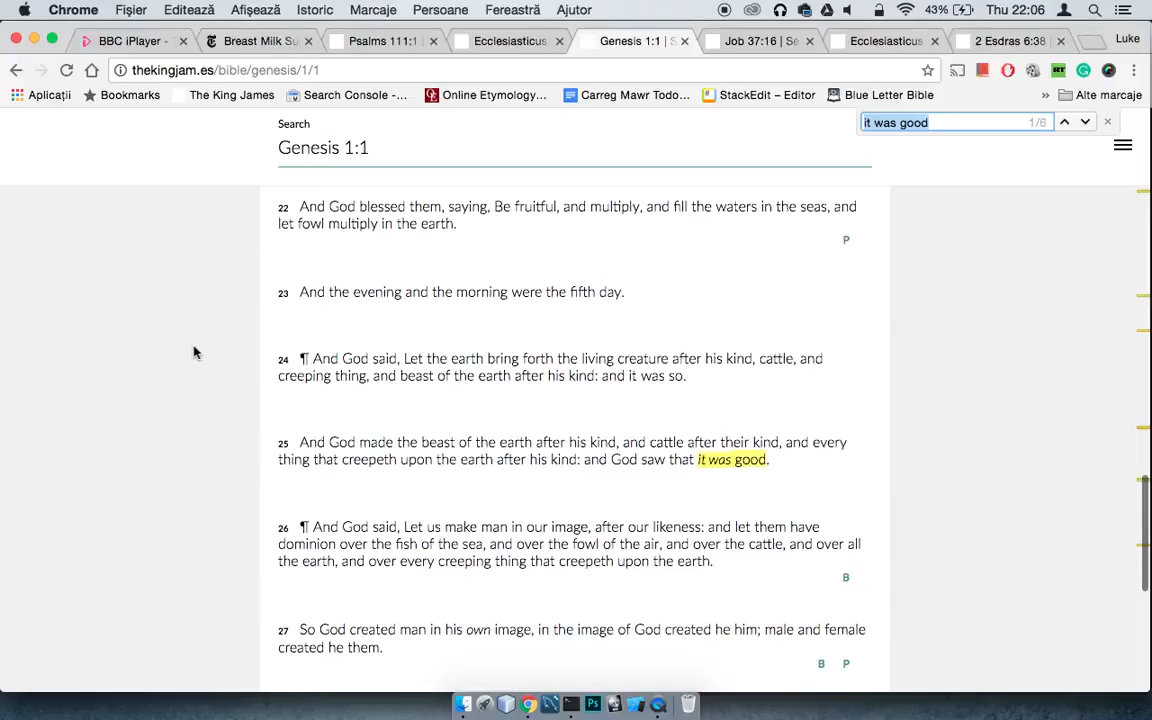 Chrome Fișier Editează Afișează Istoric Marcaje Persoane Fereastră Ajutor 43% Thu 22:06
BBC iPlayer - Breast Milk Su Psalms 111:1 | Ecclesiasticus Genesis 1:1 | S Job 37:16 | Se Ecclesiasticus 2 Esdras 6:38 Luke
thekingjam.es/bible/genesis/1/1
Aplicații Bookmarks The King James Search Console -... Online Etymology... Carreg Mawr Todo... StackEdit – Editor Blue Letter Bible » Alte marcaje
it was good 1/6
Search
Genesis 1:1
22 And God blessed them, saying, Be fruitful, and multiply, and fill the waters in the seas, and
let fowl multiply in the earth.
P
23 And the evening and the morning were the fifth day.
24 ¶ And God said, Let the earth bring forth the living creature after his kind, cattle, and
creeping thing, and beast of the earth after his kind: and it was so.
25 And God made the beast of the earth after his kind, and cattle after their kind, and every
thing that creepeth upon the earth after his kind: and God saw that it was good.
26 ¶ And God said, Let us make man in our image, after our likeness: and let them have
dominion over the fish of the sea, and over the fowl of the air, and over the cattle, and over all
the earth, and over every creeping thing that creepeth upon the earth.
B
27 So God created man in his own image, in the image of God created he him; male and female
created he them.
B P
Ps